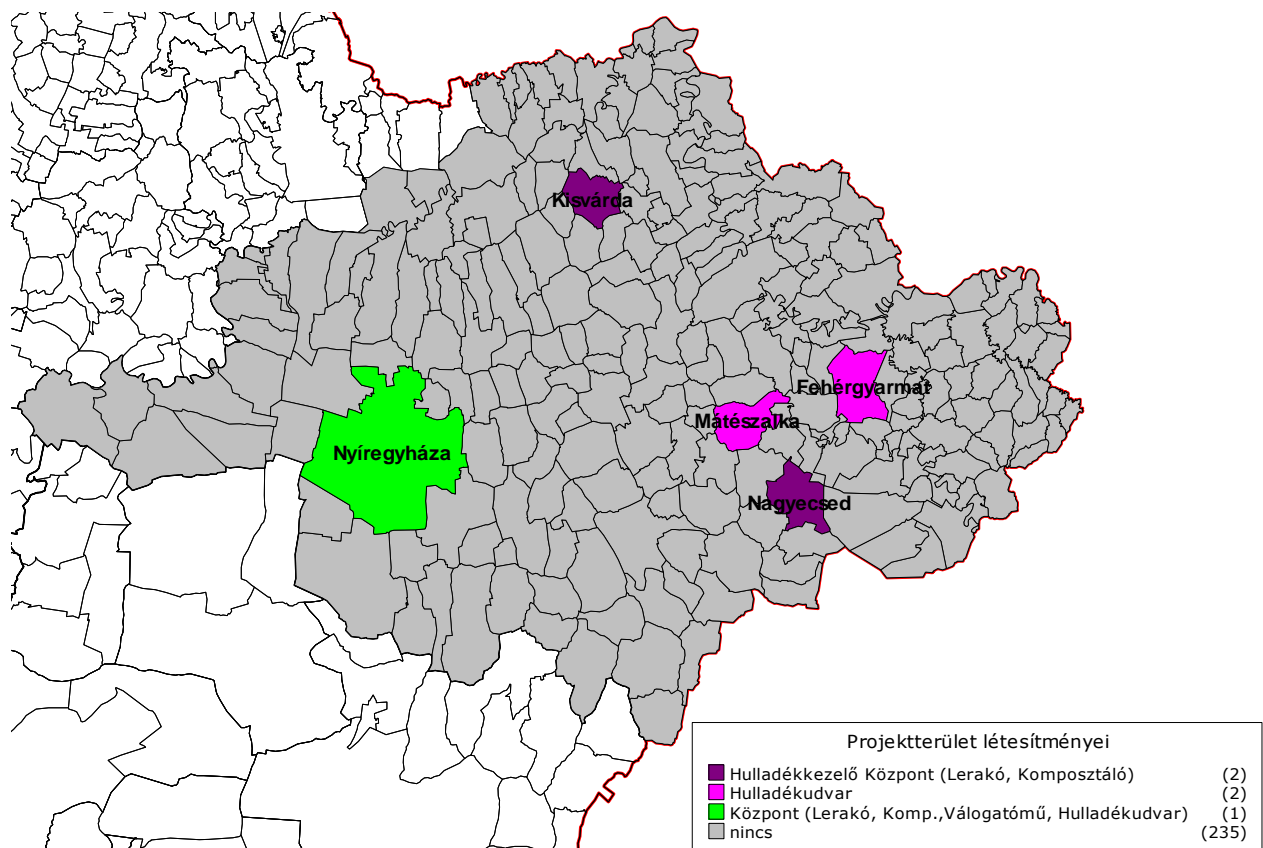 Kisvárda
Fehérgyarmat
Mátészalka
Nyíregyháza
Nagyecsed
Projektterület létesítményei
Hulladékkezelő Központ (Lerakó, Komposztáló) (2)
Hulladékudvar (2)
Központ (Lerakó, Komp.,Válogatómű, Hulladékudvar) (1)
nincs (235)